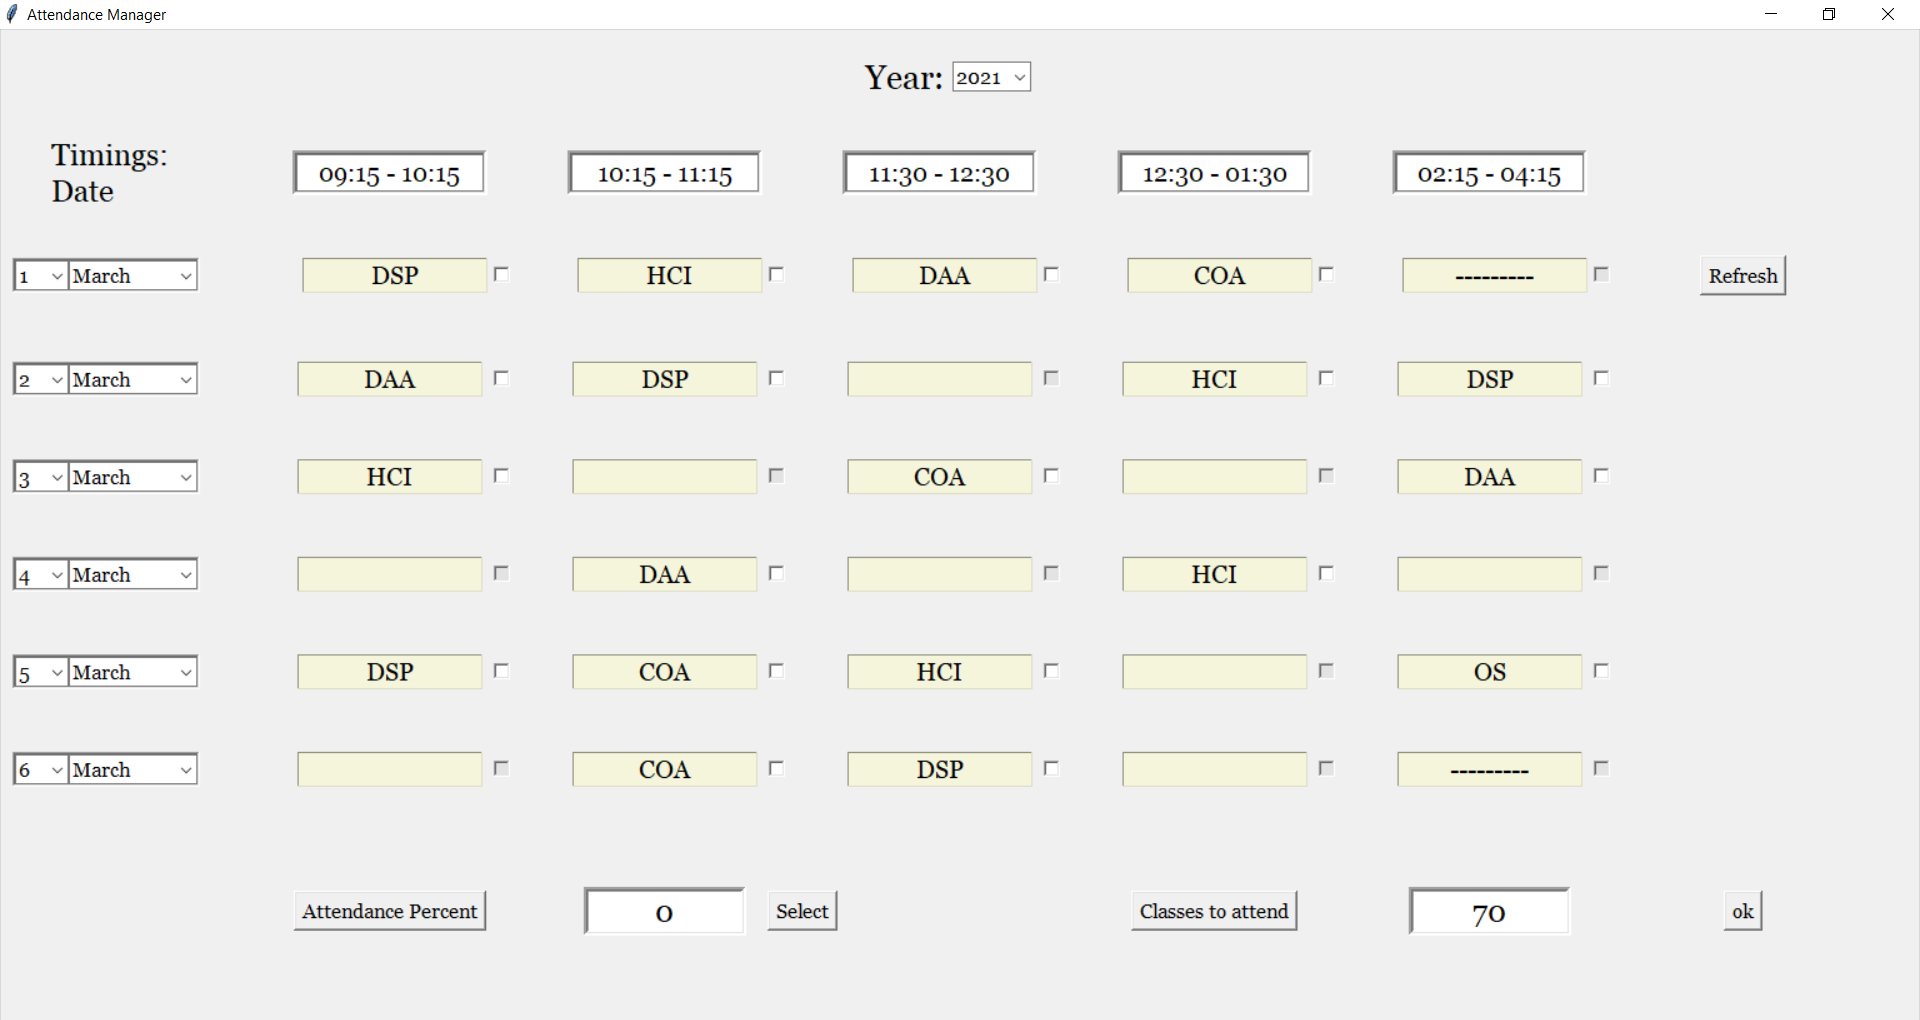 Attendance Manager
Year: 2021
Timings:
Date
09:15 - 10:15 10:15 - 11:15 11:30 - 12:30 12:30 - 01:30 02:15 - 04:15
1 March DSP HCI DAA COA --------- Refresh
2 March DAA DSP HCI DSP
3 March HCI COA DAA
4 March DAA HCI
5 March DSP COA HCI OS
6 March COA DSP ---------
Attendance Percent 0 Select Classes to attend 70 ok